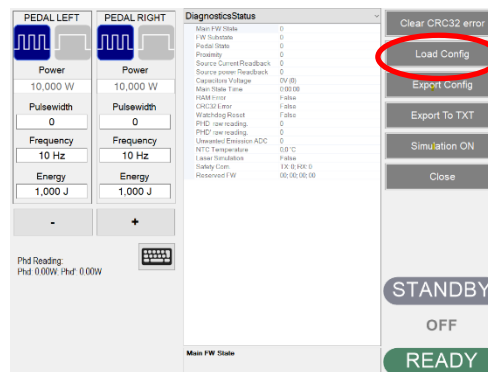 PEDAL LEFT
PEDAL RIGHT
Power
Power
10,000 W
10,000 W
Pulsewidth
Pulsewidth
0
0
Frequency
Frequency
10 Hz
10 Hz
Energy
Energy
1,000 J
1,000 J
-
+
Phd Reading:
Phd: 0.00W, Phd': 0.00W
DiagnosticsStatus
Main FW State 0
FW Substate 0
Pedal State 0
Proximity 0
Source Current Readback 0
Source power Readback 0
Capacitors Voltage 0V (0)
Main State Time 0:00:00
RAM Error False
CRC32 Error False
Watchdog Reset False
PHD raw reading: 0
PHD' raw reading: 0
Unwanted Emission ADC 0
NTC Temperature 0,0 °C
Laser Simulation False
Safety Com. TX: 0; RX: 0
Reserved FW 00; 00; 00; 00
Main FW State
Clear CRC32 error
Load Config
Export Config
Export To TXT
Simulation ON
Close
STANDBY
OFF
READY